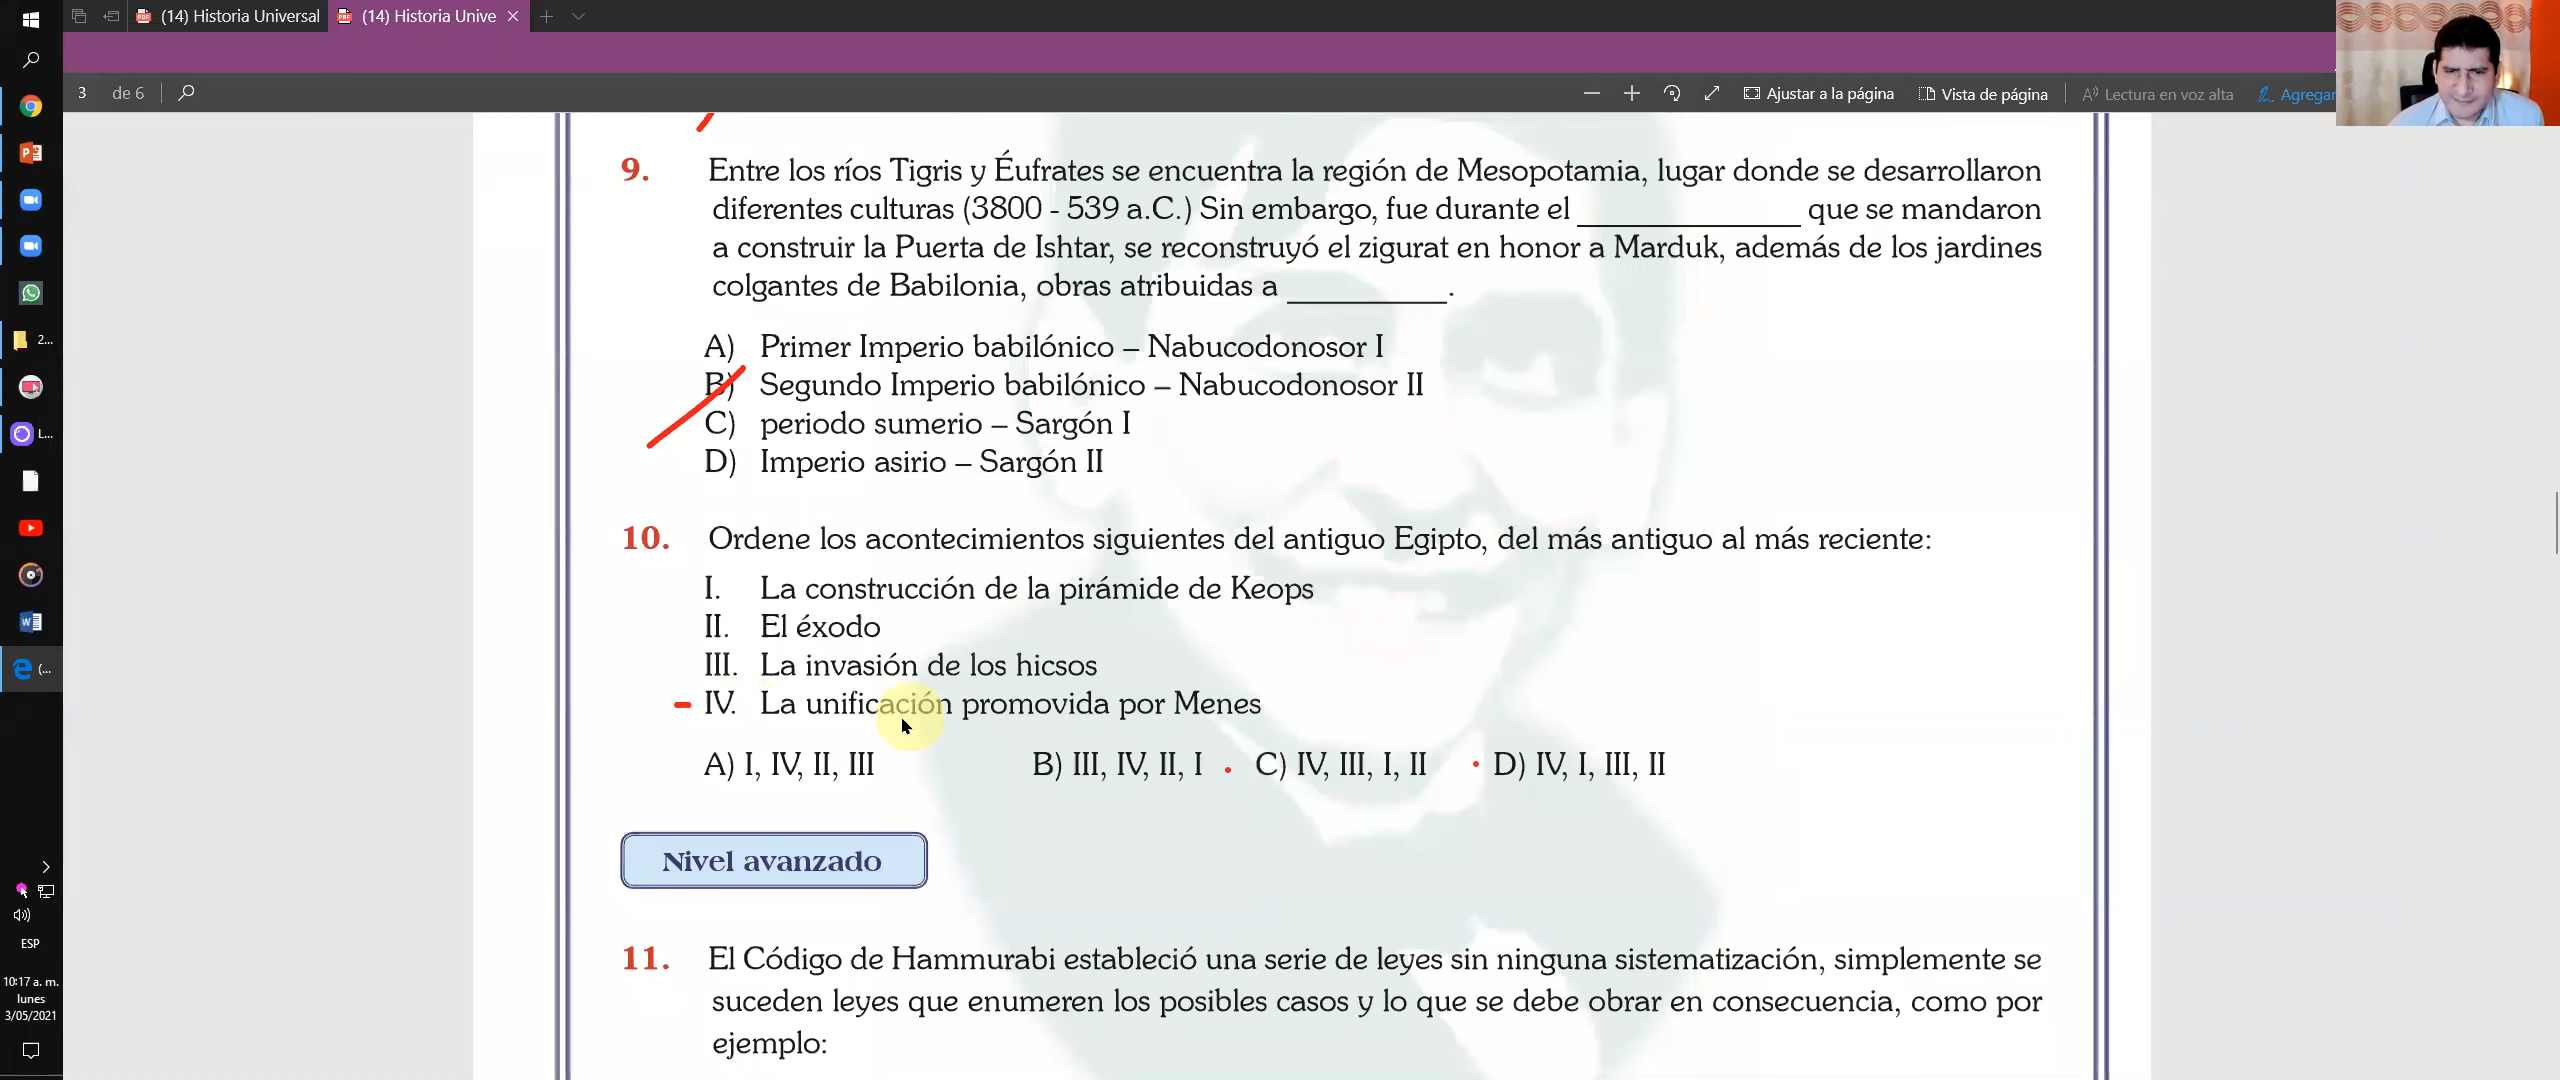 (14) Historia Universal
(14) Historia Unive
3 de 6
Ajustar a la página
Vista de página
Lectura en voz alta
Agregar
9. Entre los ríos Tigris y Éufrates se encuentra la región de Mesopotamia, lugar donde se desarrollaron
diferentes culturas (3800 - 539 a.C.) Sin embargo, fue durante el ______________ que se mandaron
a construir la Puerta de Ishtar, se reconstruyó el zigurat en honor a Marduk, además de los jardines
colgantes de Babilonia, obras atribuidas a __________.
A) Primer Imperio babilónico – Nabucodonosor I
B) Segundo Imperio babilónico – Nabucodonosor II
C) periodo sumerio – Sargón I
D) Imperio asirio – Sargón II
10. Ordene los acontecimientos siguientes del antiguo Egipto, del más antiguo al más reciente:
I. La construcción de la pirámide de Keops
II. El éxodo
III. La invasión de los hicsos
IV. La unificación promovida por Menes
A) I, IV, II, III B) III, IV, II, I C) IV, III, I, II D) IV, I, III, II
Nivel avanzado
11. El Código de Hammurabi estableció una serie de leyes sin ninguna sistematización, simplemente se
suceden leyes que enumeren los posibles casos y lo que se debe obrar en consecuencia, como por
ejemplo:
2...
L...
(...
ESP
10:17 a. m.
lunes
3/05/2021